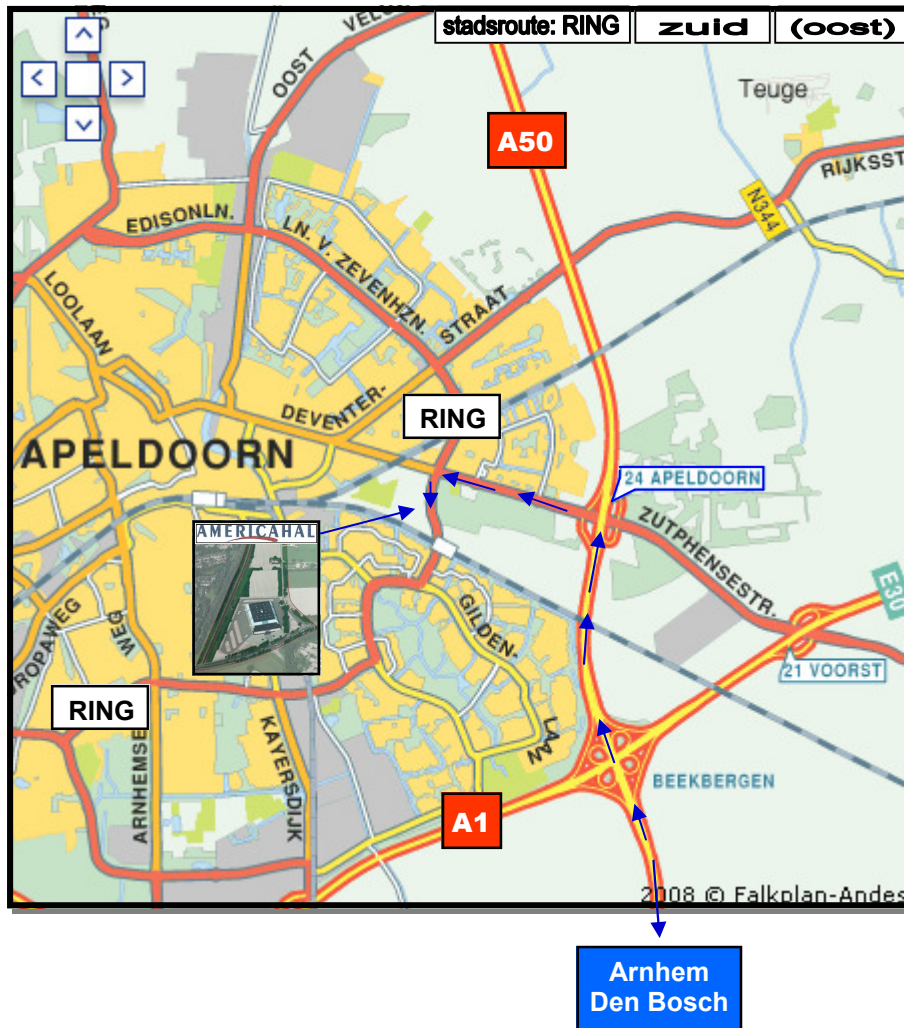 stadsroute: RING zuid (oost)
VELUW
OOST
Teuge
A50
RIJKSST
N344
EDISONLN.
LN. V. ZEVENHZN.
STRAAT
LOOLAAN
DEVENTER-
RING
APELDOORN
24 APELDOORN
AMERICAHAL
ZUTPHENSESTR.
E30
GILDEN-
LAAN
21 VOORST
ROPAWEG
WEG
RING
ARNHEMSE
KAYERSDIJK
BEEKBERGEN
A1
2008 © Falkplan-Andes
Arnhem
Den Bosch